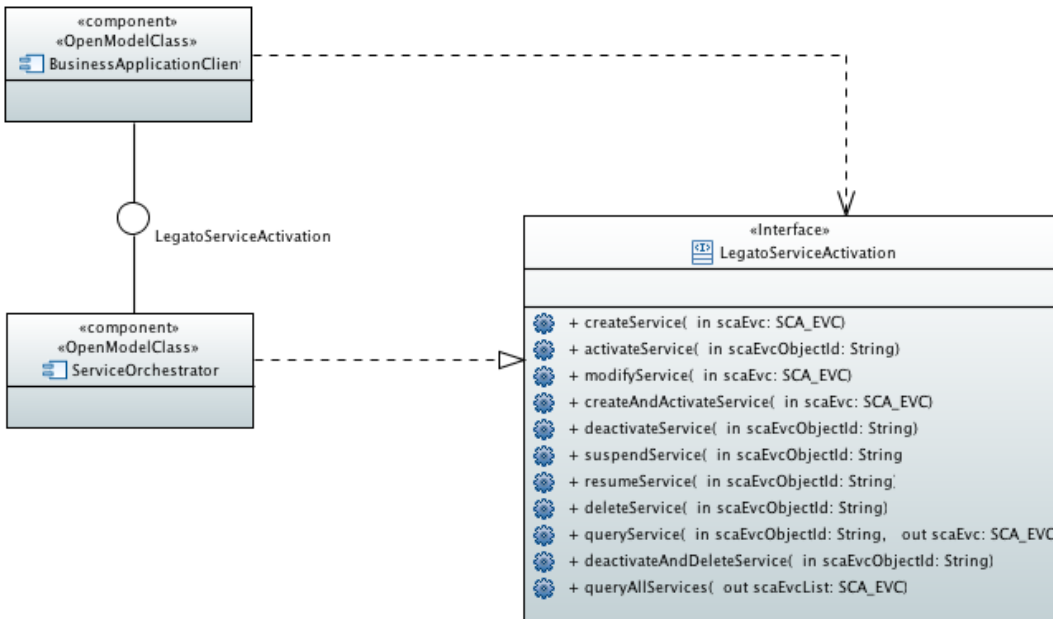 «component»
«OpenModelClass»
BusinessApplicationClien
LegatoServiceActivation
«component»
«OpenModelClass»
ServiceOrchestrator
«Interface»
<I>
LegatoServiceActivation
+ createService( in scaEvc: SCA_EVC)
+ activateService( in scaEvcObjectId: String)
+ modifyService( in scaEvc: SCA_EVC)
+ createAndActivateService( in scaEvc: SCA_EVC)
+ deactivateService( in scaEvcObjectId: String)
+ suspendService( in scaEvcObjectId: String
+ resumeService( in scaEvcObjectId: String
+ deleteService( in scaEvcObjectId: String)
+ queryService( in scaEvcObjectId: String, out scaEvc: SCA_EVC
+ deactivateAndDeleteService( in scaEvcObjectId: String)
+ queryAllServices( out scaEvcList: SCA_EVC)